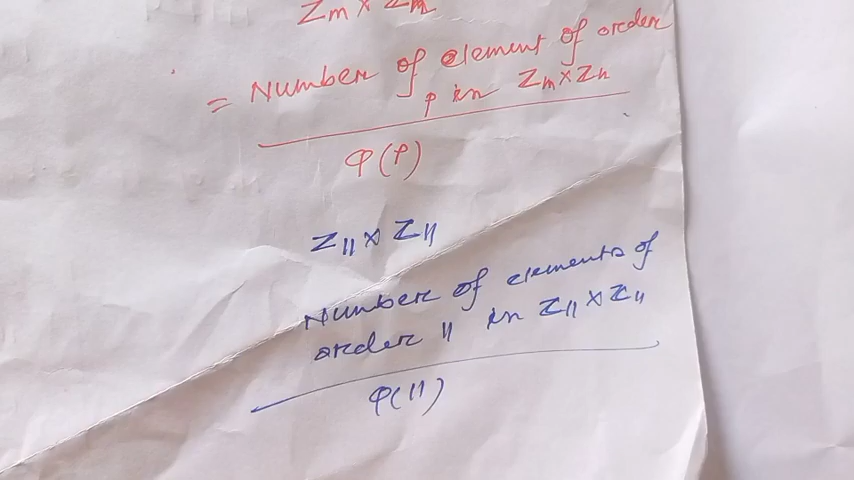 Zm × Zn
= Number of element of order
p in Zm×Zn
φ(p)
Z11 × Z11
Number of elements of
order 11 in Z11 × Z11
φ(11)